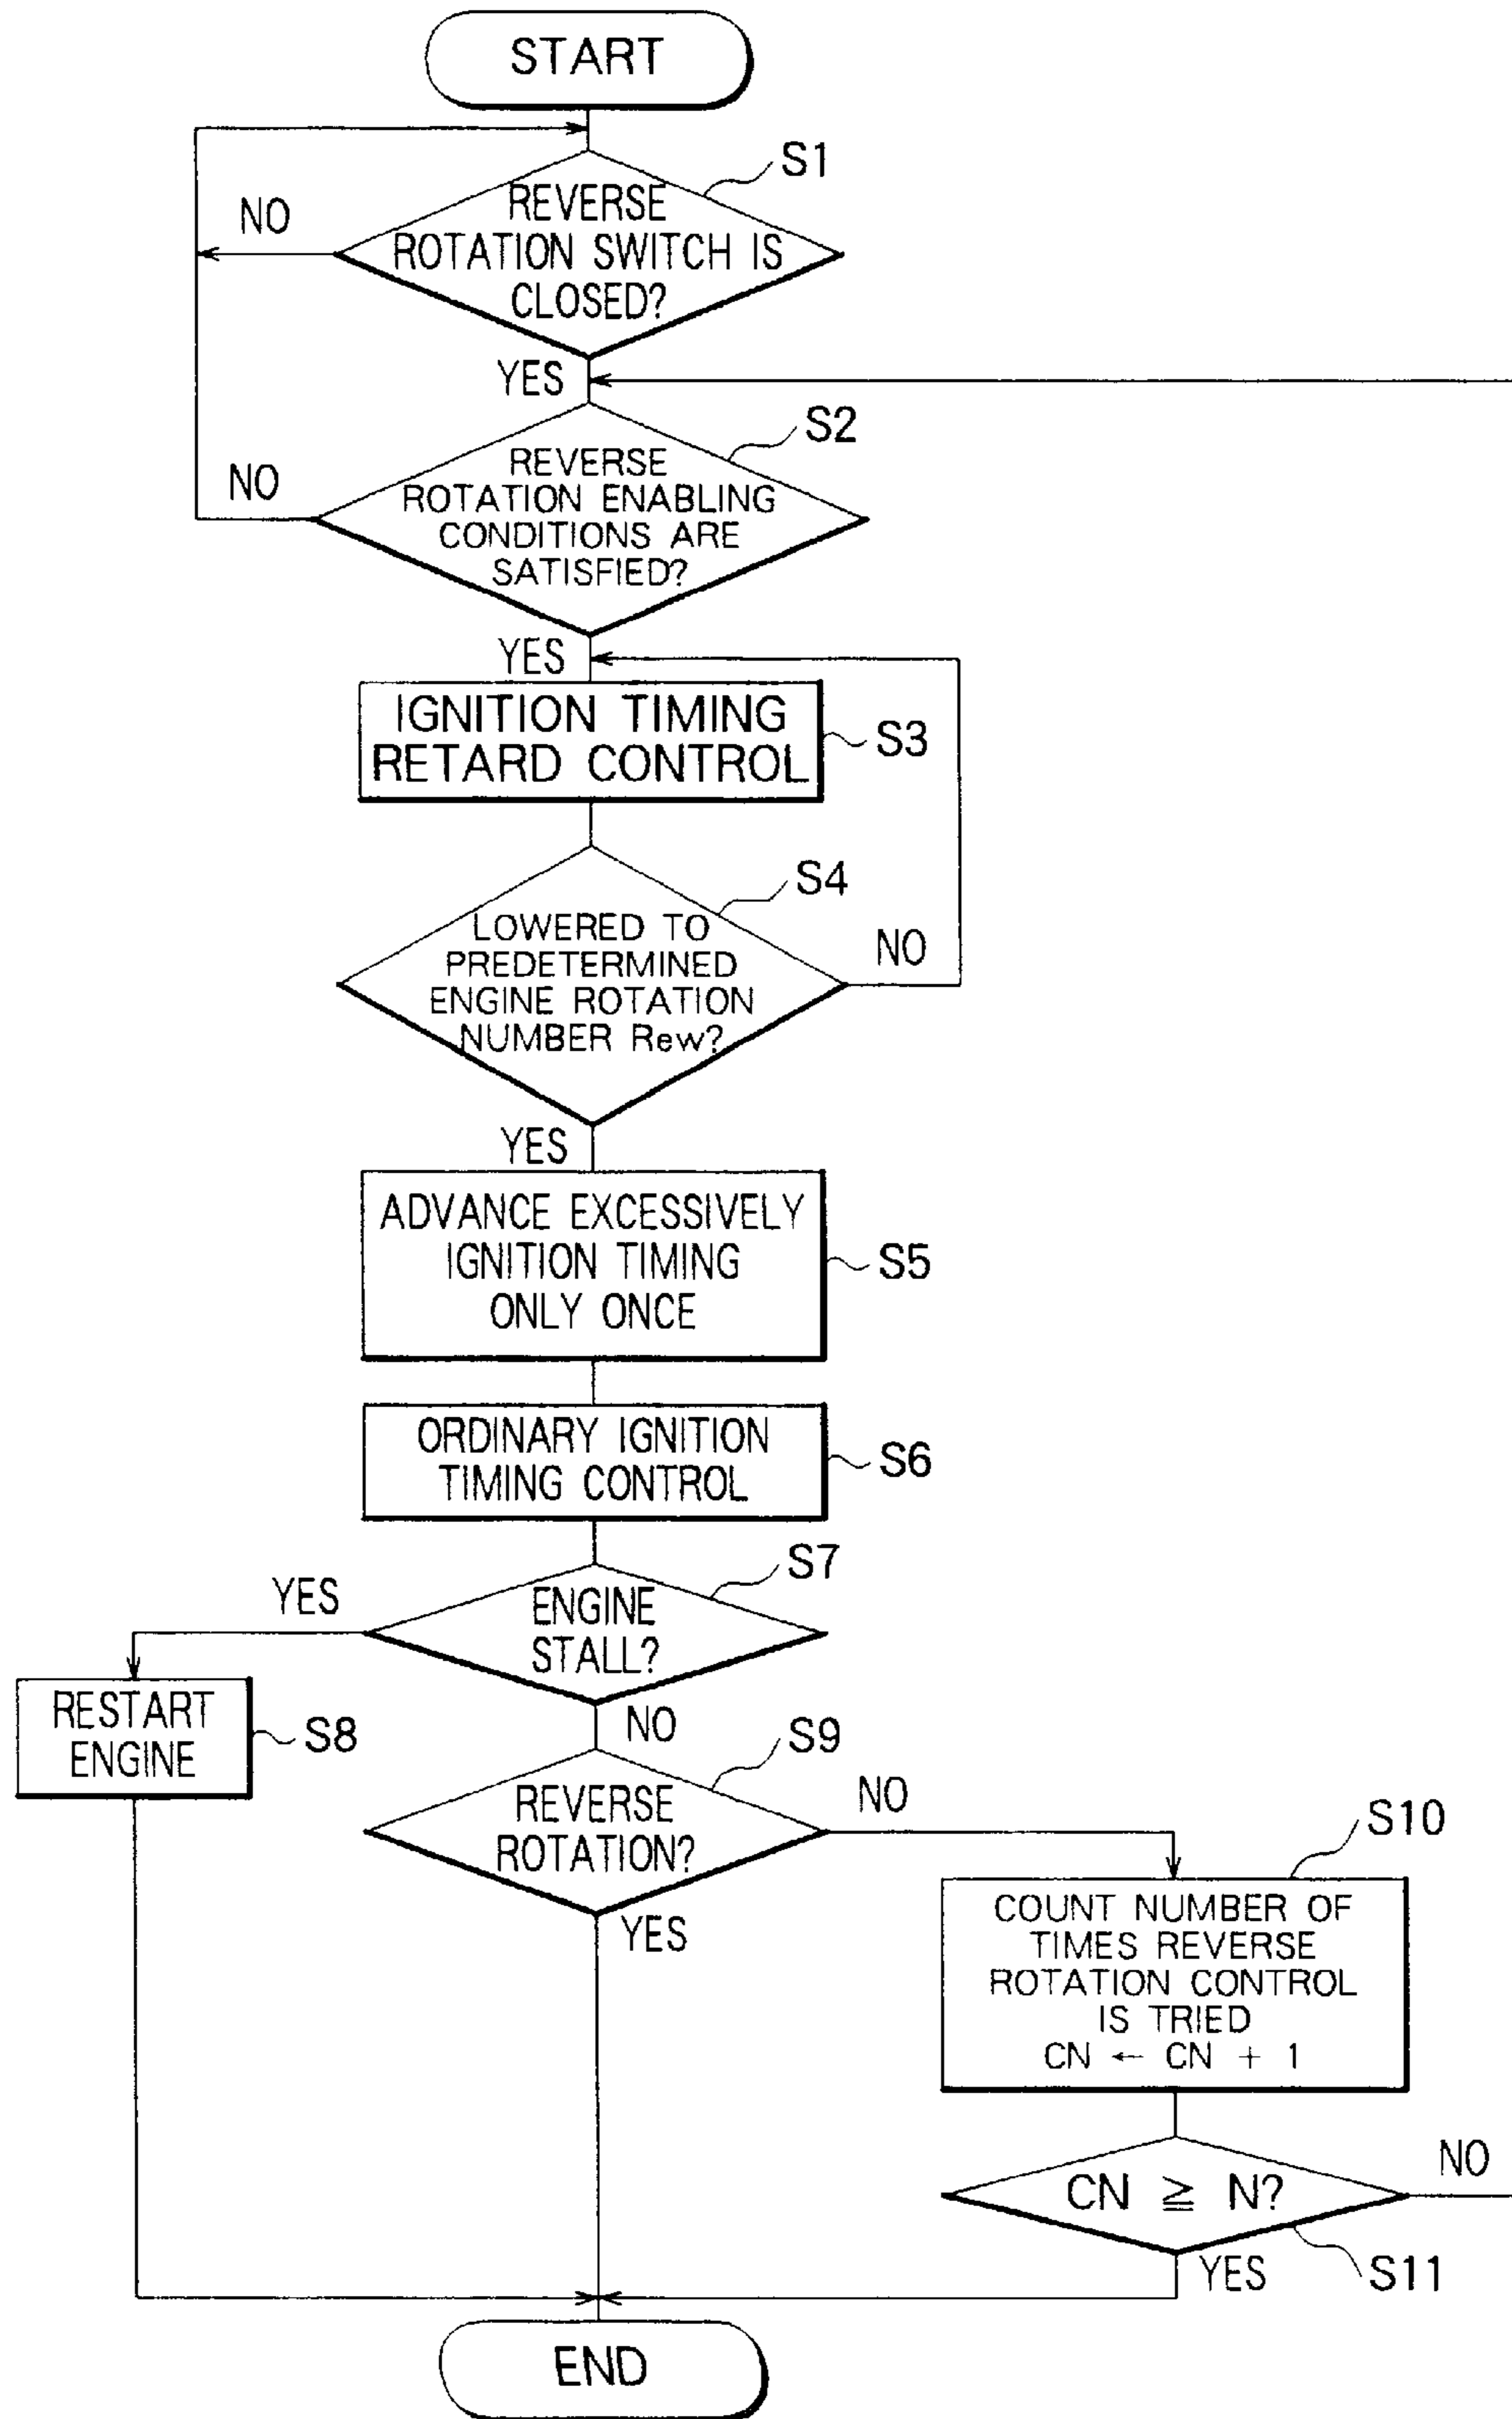 START
S1
REVERSE
ROTATION SWITCH IS
CLOSED?
NO
YES
S2
REVERSE
ROTATION ENABLING
CONDITIONS ARE
SATISFIED?
NO
YES
IGNITION TIMING
RETARD CONTROL
S3
S4
LOWERED TO
PREDETERMINED
ENGINE ROTATION
NUMBER Rew?
NO
YES
ADVANCE EXCESSIVELY
IGNITION TIMING
ONLY ONCE
S5
ORDINARY IGNITION
TIMING CONTROL
S6
S7
YES
ENGINE
STALL?
RESTART
ENGINE
S8
NO
S9
REVERSE
ROTATION?
NO
YES
S10
COUNT NUMBER OF
TIMES REVERSE
ROTATION CONTROL
IS TRIED
CN ← CN + 1
CN ≧ N?
NO
YES
S11
END